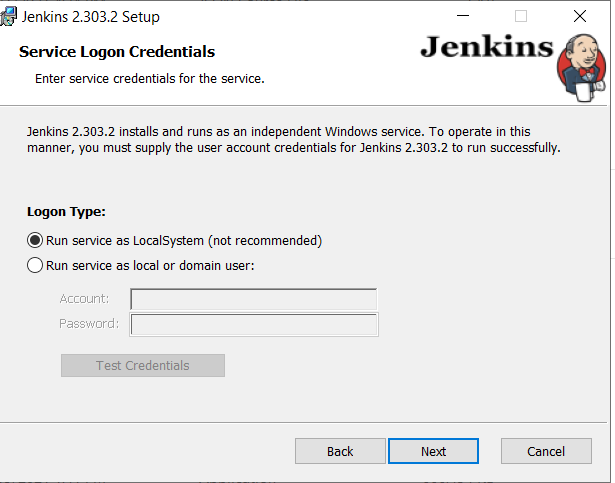 Jenkins 2.303.2 Setup
Service Logon Credentials
Enter service credentials for the service.
Jenkins
Jenkins 2.303.2 installs and runs as an independent Windows service. To operate in this
manner, you must supply the user account credentials for Jenkins 2.303.2 to run successfully.
Logon Type:
Run service as LocalSystem (not recommended)
Run service as local or domain user:
Account:
Password:
Test Credentials
Back
Next
Cancel